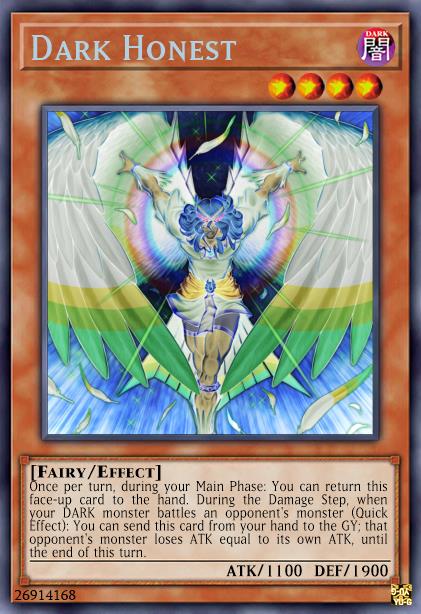 Dark Honest
DARK
闇
[Fairy/Effect]
Once per turn, during your Main Phase: You can return this
face-up card to the hand. During the Damage Step, when
your DARK monster battles an opponent's monster (Quick
Effect): You can send this card from your hand to the GY; that
opponent's monster loses ATK equal to its own ATK, until
the end of this turn.
ATK/1100 DEF/1900
26914168